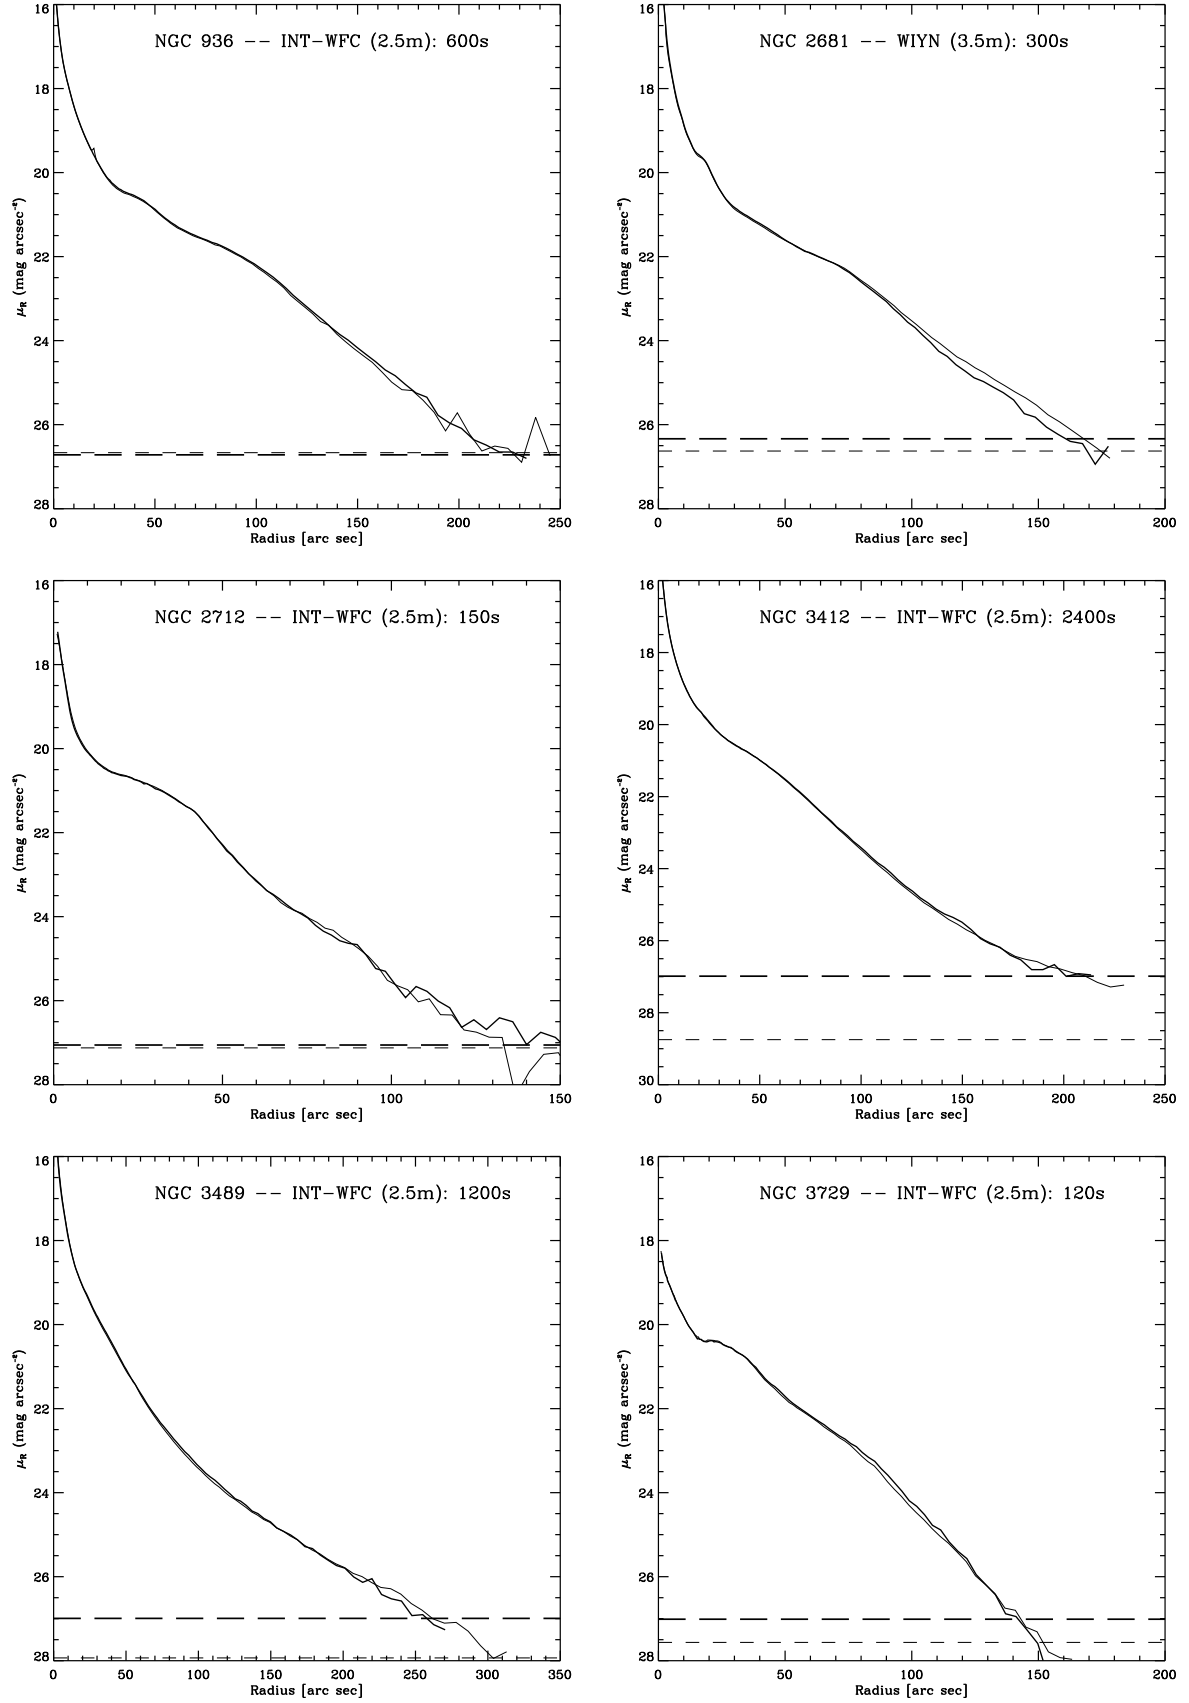 NGC 936 -- INT-WFC (2.5m): 600s
16
18
20
22
24
26
28
μR (mag arcsec-2)
0 50 100 150 200 250
Radius [arc sec]
NGC 2681 -- WIYN (3.5m): 300s
16
18
20
22
24
26
28
μR (mag arcsec-2)
0 50 100 150 200
Radius [arc sec]
NGC 2712 -- INT-WFC (2.5m): 150s
16
18
20
22
24
26
28
μR (mag arcsec-2)
0 50 100 150
Radius [arc sec]
NGC 3412 -- INT-WFC (2.5m): 2400s
16
18
20
22
24
26
28
30
μR (mag arcsec-2)
0 50 100 150 200 250
Radius [arc sec]
NGC 3489 -- INT-WFC (2.5m): 1200s
16
18
20
22
24
26
28
μR (mag arcsec-2)
0 50 100 150 200 250 300 350
Radius [arc sec]
NGC 3729 -- INT-WFC (2.5m): 120s
16
18
20
22
24
26
28
μR (mag arcsec-2)
0 50 100 150 200
Radius [arc sec]